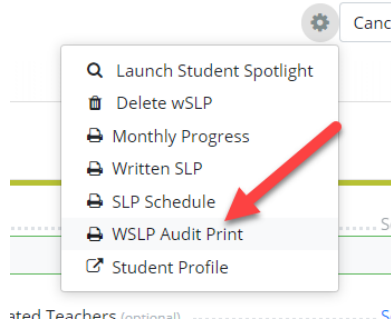 Canc
Launch Student Spotlight
Delete wSLP
Monthly Progress
Written SLP
SLP Schedule
WSLP Audit Print
Student Profile
ated Teachers (optional)